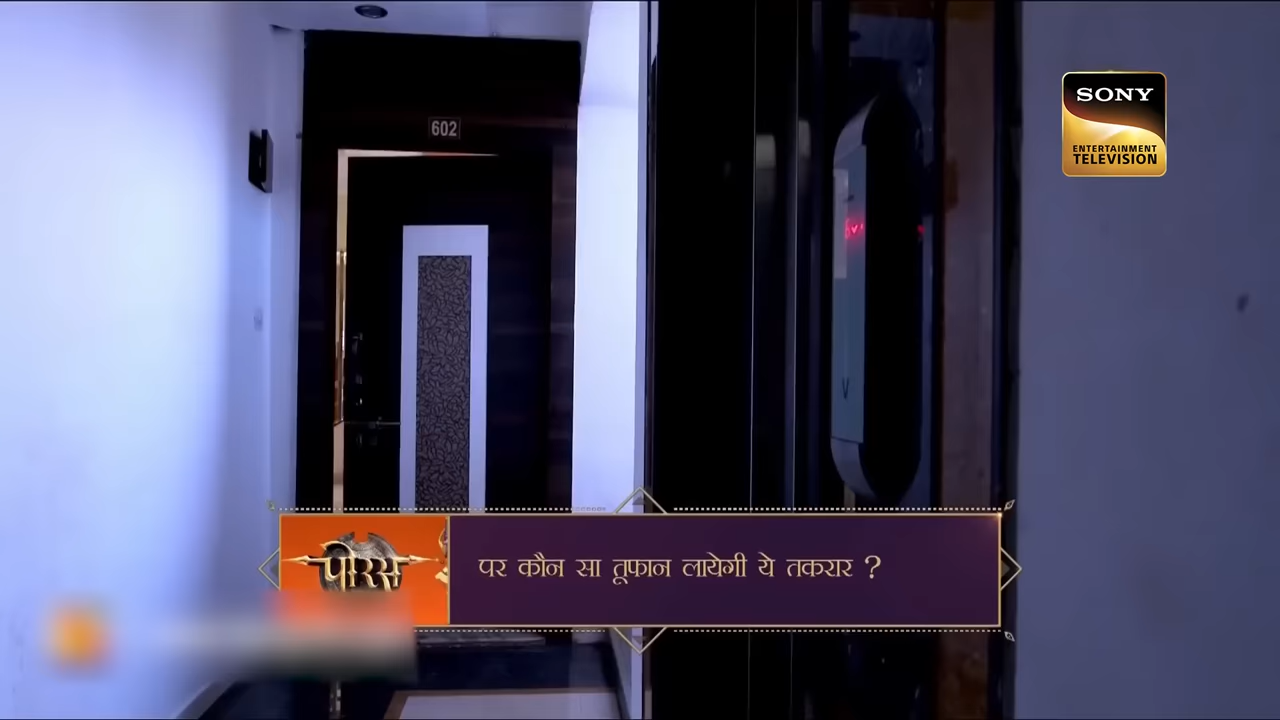 602
SONY
ENTERTAINMENT
TELEVISION
पोरस
पर कौन सा तूफान लायेगी ये तकरार ?